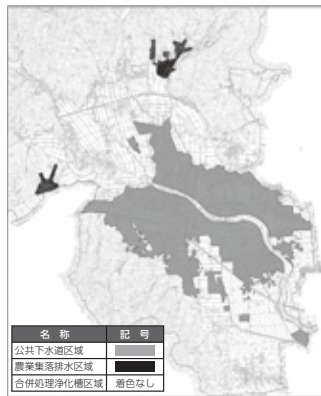 名 称 記 号
公共下水道区域
農業集落排水区域
合併処理浄化槽区域 着色なし